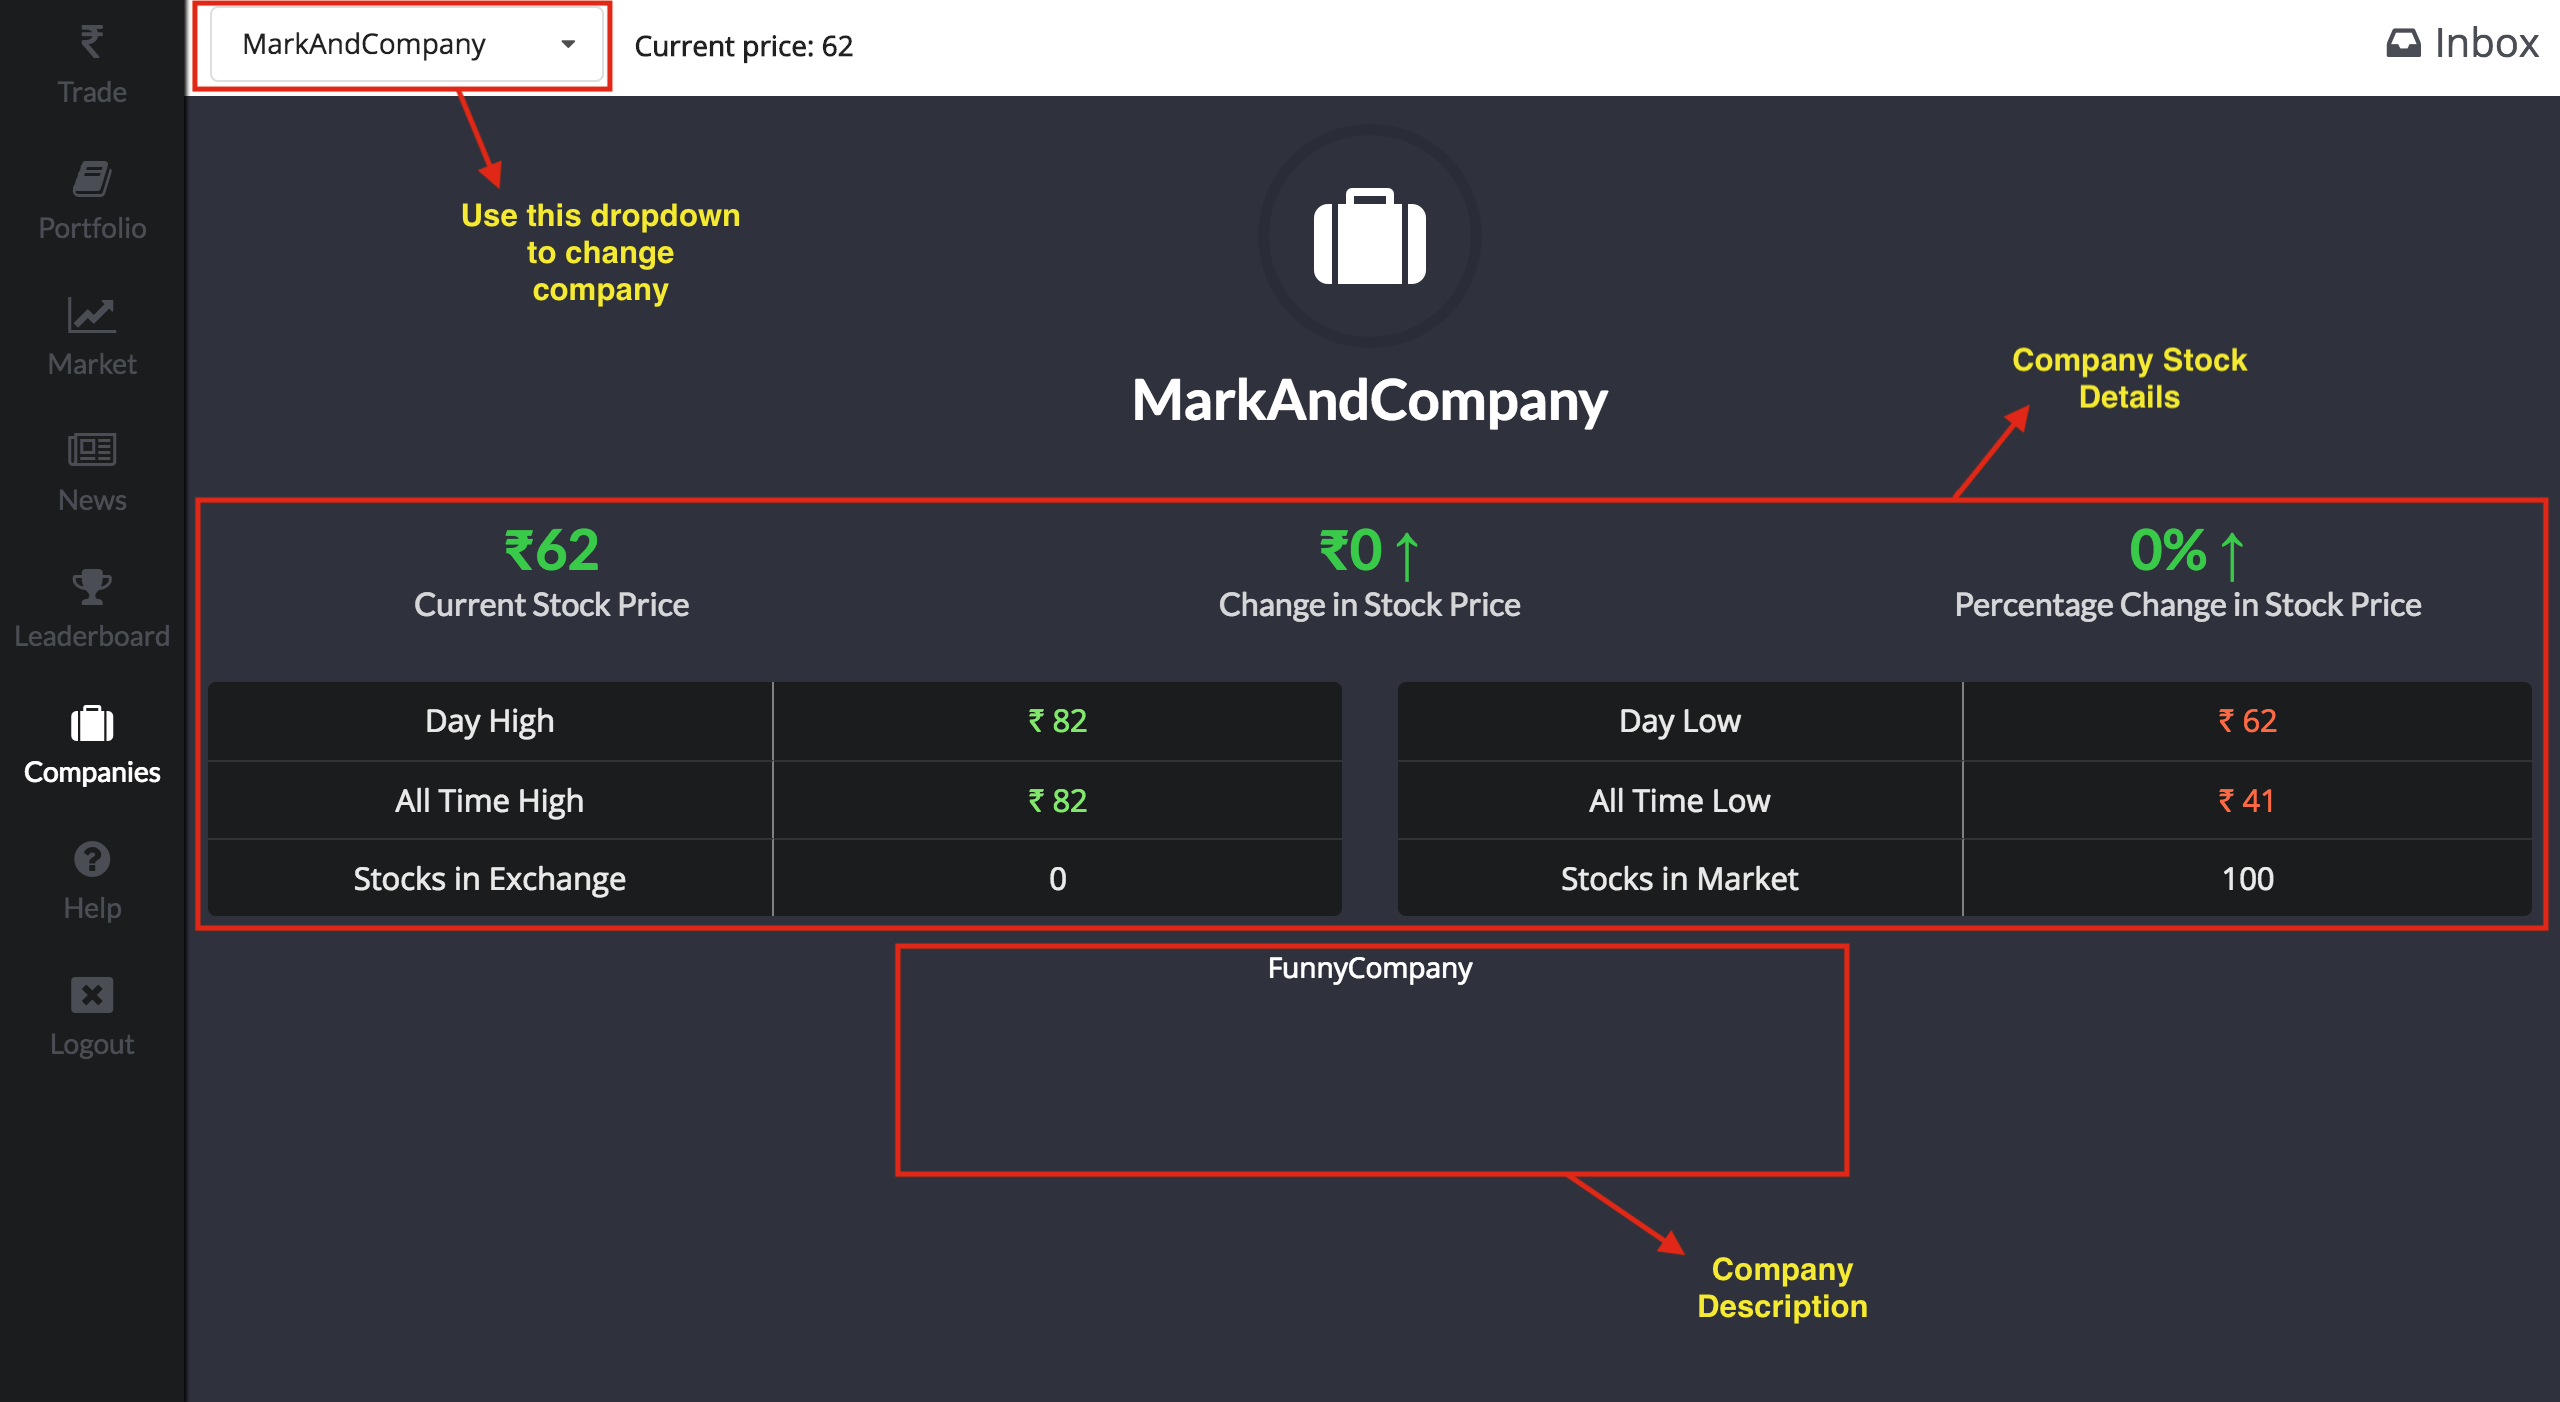 MarkAndCompany
Current price: 62
Inbox
Trade
Portfolio
Market
News
Leaderboard
Companies
Help
Logout
Use this dropdown
to change
company
MarkAndCompany
Company Stock
Details
₹62
Current Stock Price
₹0 ↑
Change in Stock Price
0% ↑
Percentage Change in Stock Price
Day High ₹ 82
All Time High ₹ 82
Stocks in Exchange 0
Day Low ₹ 62
All Time Low ₹ 41
Stocks in Market 100
FunnyCompany
Company
Description